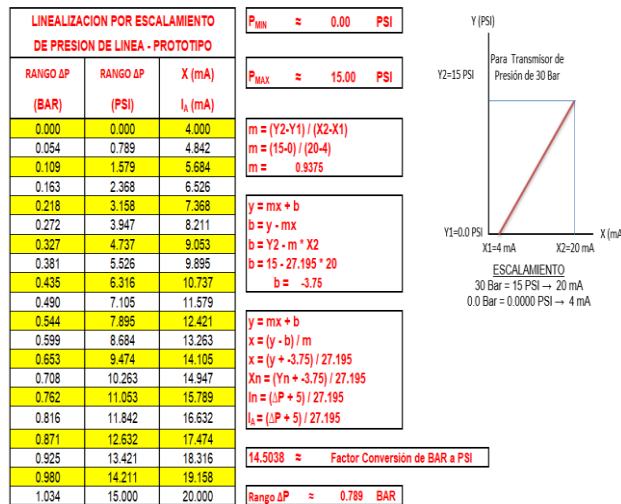 LINEALIZACION POR ESCALAMIENTO
DE PRESION DE LINEA - PROTOTIPO
RANGO ΔP RANGO ΔP X (mA)
(BAR) (PSI) I_A (mA)
0.000 0.000 4.000
0.054 0.789 4.842
0.109 1.579 5.684
0.163 2.368 6.526
0.218 3.158 7.368
0.272 3.947 8.211
0.327 4.737 9.053
0.381 5.526 9.895
0.435 6.316 10.737
0.490 7.105 11.579
0.544 7.895 12.421
0.599 8.684 13.263
0.653 9.474 14.105
0.708 10.263 14.947
0.762 11.053 15.789
0.816 11.842 16.632
0.871 12.632 17.474
0.925 13.421 18.316
0.980 14.211 19.158
1.034 15.000 20.000
P_MIN ≈ 0.00 PSI
P_MAX ≈ 15.00 PSI
m = (Y2-Y1) / (X2-X1)
m = (15-0) / (20-4)
m = 0.9375
y = mx + b
b = y - mx
b = Y2 - m * X2
b = 15 - 27.195 * 20
b = -3.75
y = mx + b
x = (y - b) / m
x = (y + -3.75) / 27.195
Xn = (Yn + -3.75) / 27.195
In = (ΔP + 5) / 27.195
I_A = (ΔP + 5) / 27.195
14.5038 ≈ Factor Conversión de BAR a PSI
Rango ΔP ≈ 0.789 BAR
Y (PSI)
Para Transmisor de
Presión de 30 Bar
Y2=15 PSI
Y1=0.0 PSI
X (mA
X1=4 mA X2=20 mA
ESCALAMIENTO
30 Bar = 15 PSI → 20 mA
0.0 Bar = 0.0000 PSI → 4 mA